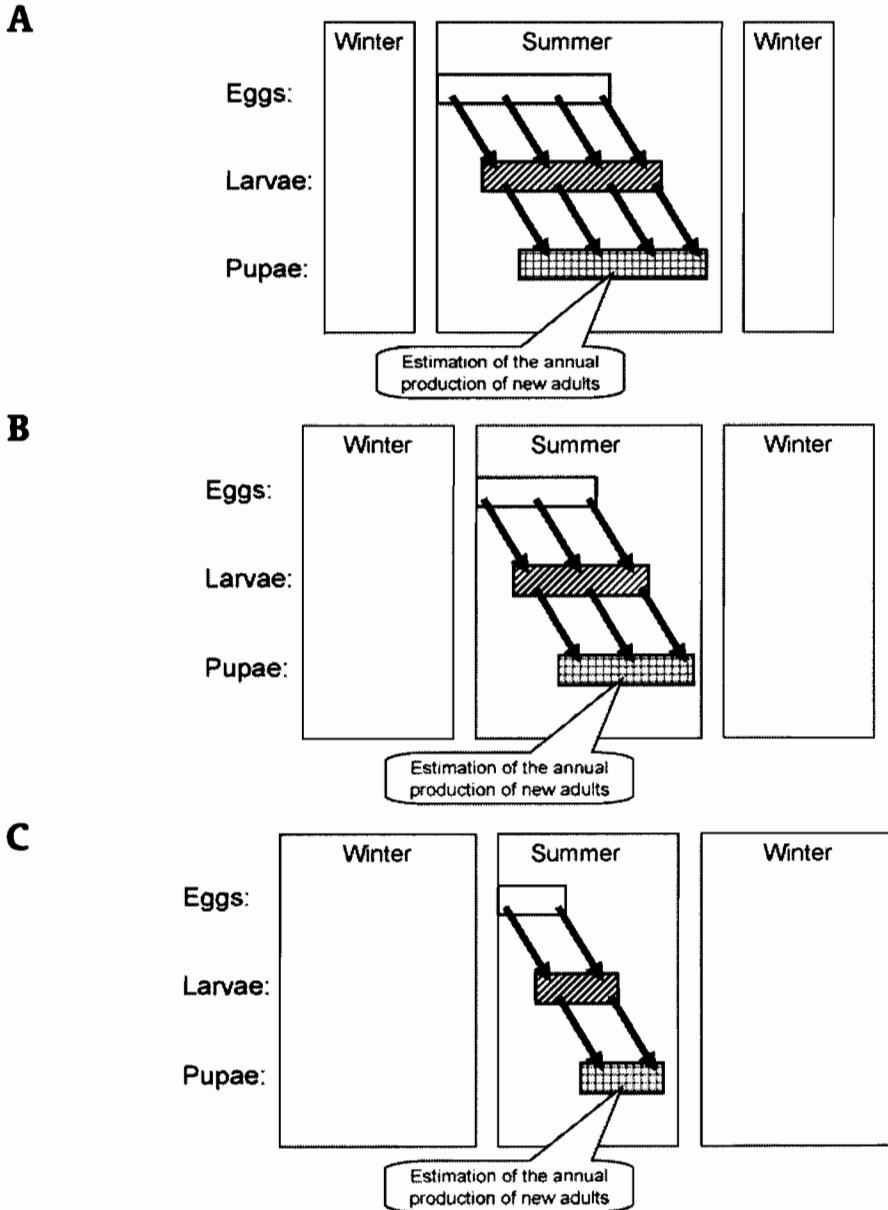 A
Winter Summer Winter
Eggs:
Larvae:
Pupae:
Estimation of the annual
production of new adults
B
Winter Summer Winter
Eggs:
Larvae:
Pupae:
Estimation of the annual
production of new adults
C
Winter Summer Winter
Eggs:
Larvae:
Pupae:
Estimation of the annual
production of new adults